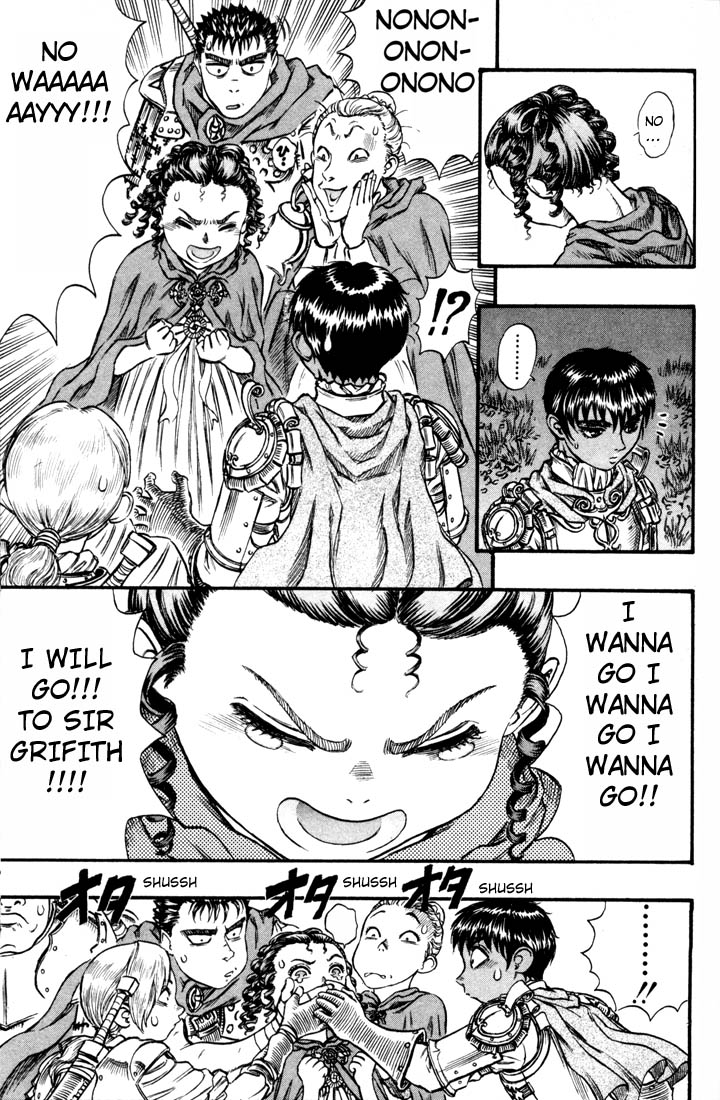 NO
...
.......
NONON-
ONON-
ONONO
NO
WAAAAA
AAYYY!!!
!?
I
WANNA
GO I
WANNA
GO I
WANNA
GO!!
I WILL
GO!!!
TO SIR
GRIFITH
!!!!
オタ
SHUSSH
オタ
SHUSSH
オタ
SHUSSH
.......!!